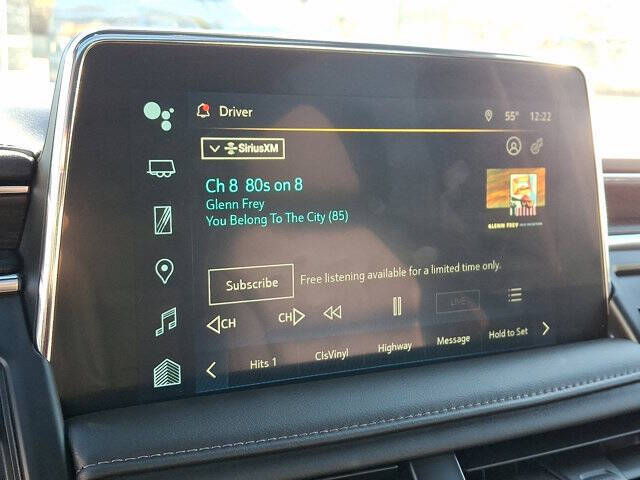 Driver
55° 12:22
SiriusXM
Ch 8 80s on 8
Glenn Frey
You Belong To The City (85)
GLENN FREY
Subscribe
Free listening available for a limited time only.
CH CH LIVE
Hits 1 ClsVinyl Highway Message Hold to Set